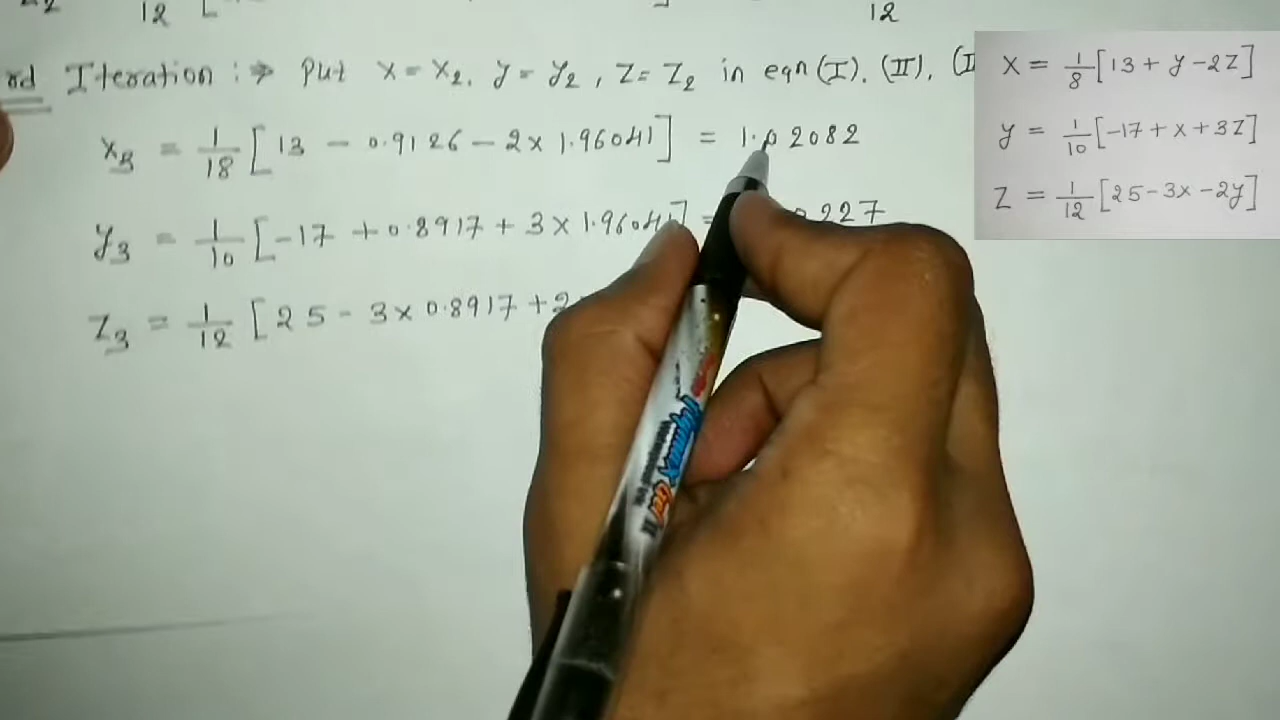 12 [
12
rd Iteration :⇒ Put x = x₂, y = y₂, z = z₂ in eqn (I), (II), (I
x₃ = 1/18 [13 - 0.9126 - 2 × 1.96041] = 1.02082
y₃ = 1/10 [-17 + 0.8917 + 3 × 1.96041] = 227
z₃ = 1/12 [25 - 3 × 0.8917 + 2
x = 1/8 [13 + y - 2z]
y = 1/10 [-17 + x + 3z]
z = 1/12 [25 - 3x - 2y]